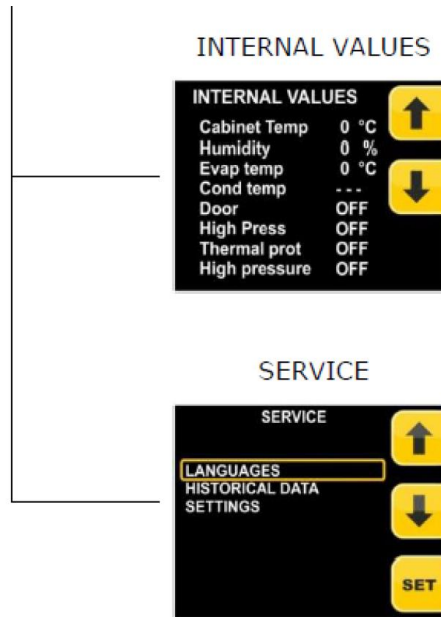 INTERNAL VALUES
INTERNAL VALUES
Cabinet Temp 0 °C
Humidity 0 %
Evap temp 0 °C
Cond temp - - -
Door OFF
High Press OFF
Thermal prot OFF
High pressure OFF
SERVICE
SERVICE
LANGUAGES
HISTORICAL DATA
SETTINGS
SET